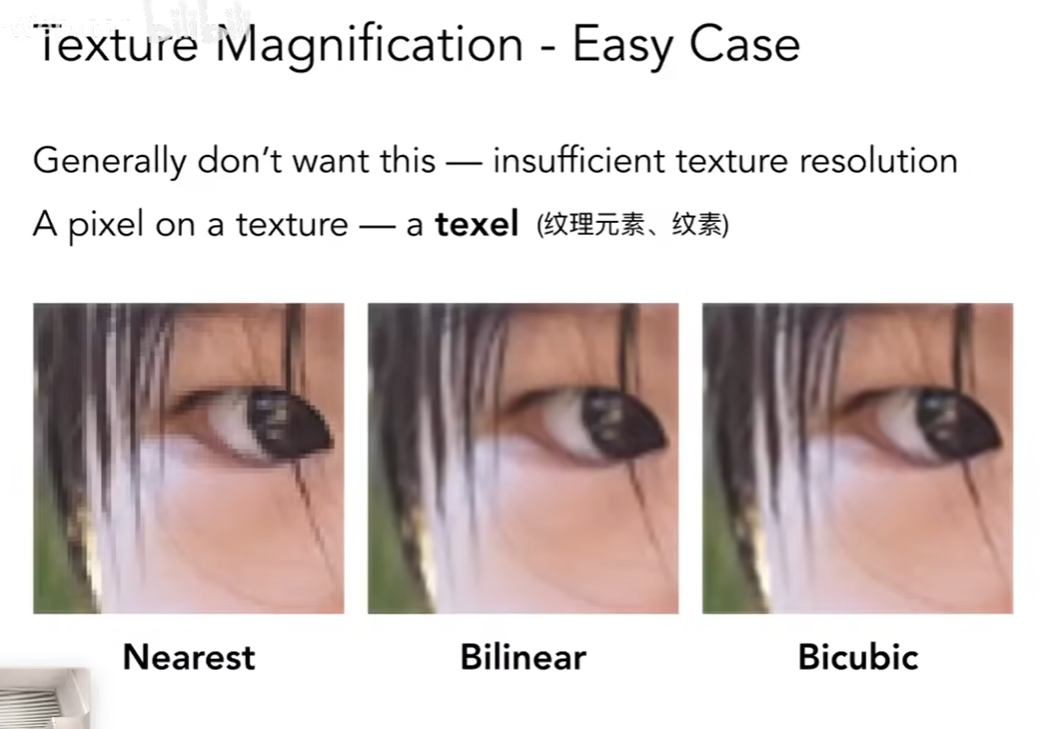 Texture Magnification - Easy Case
Generally don’t want this — insufficient texture resolution
A pixel on a texture — a texel (纹理元素、纹素)
Nearest
Bilinear
Bicubic